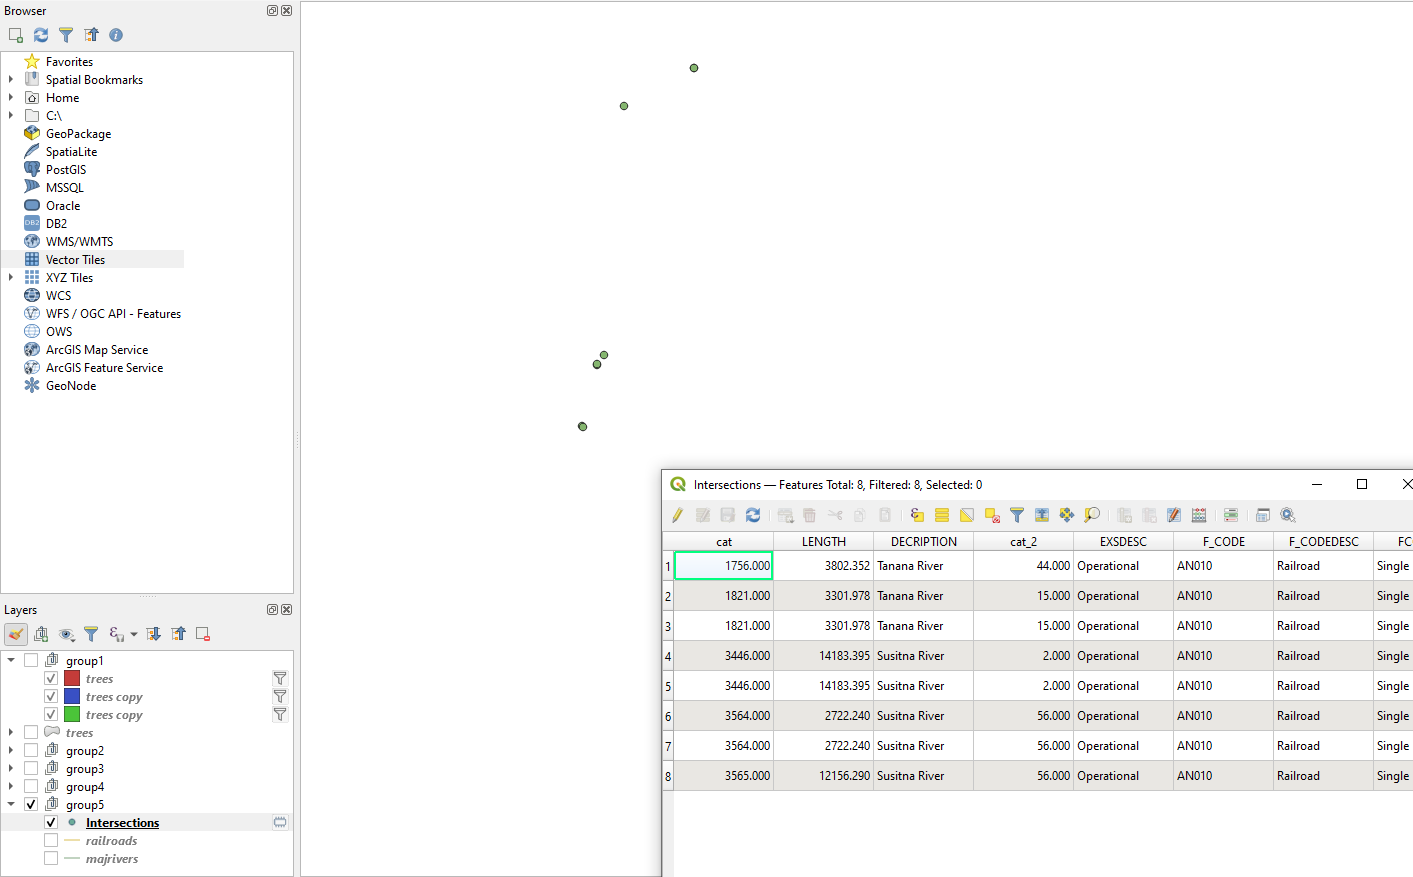 Browser
Favorites
Spatial Bookmarks
Home
C:\
GeoPackage
SpatiaLite
PostGIS
MSSQL
Oracle
DB2 DB2
WMS/WMTS
Vector Tiles
XYZ Tiles
WCS
WFS / OGC API - Features
OWS
ArcGIS Map Service
ArcGIS Feature Service
GeoNode
Layers
group1
trees
trees copy
trees copy
trees
group2
group3
group4
group5
Intersections
railroads
majrivers
Intersections — Features Total: 8, Filtered: 8, Selected: 0
cat LENGTH DECRIPTION cat_2 EXSDESC F_CODE F_CODEDESC FC
1 1756.000 3802.352 Tanana River 44.000 Operational AN010 Railroad Single
2 1821.000 3301.978 Tanana River 15.000 Operational AN010 Railroad Single
3 1821.000 3301.978 Tanana River 15.000 Operational AN010 Railroad Single
4 3446.000 14183.395 Susitna River 2.000 Operational AN010 Railroad Single
5 3446.000 14183.395 Susitna River 2.000 Operational AN010 Railroad Single
6 3564.000 2722.240 Susitna River 56.000 Operational AN010 Railroad Single
7 3564.000 2722.240 Susitna River 56.000 Operational AN010 Railroad Single
8 3565.000 12156.290 Susitna River 56.000 Operational AN010 Railroad Single